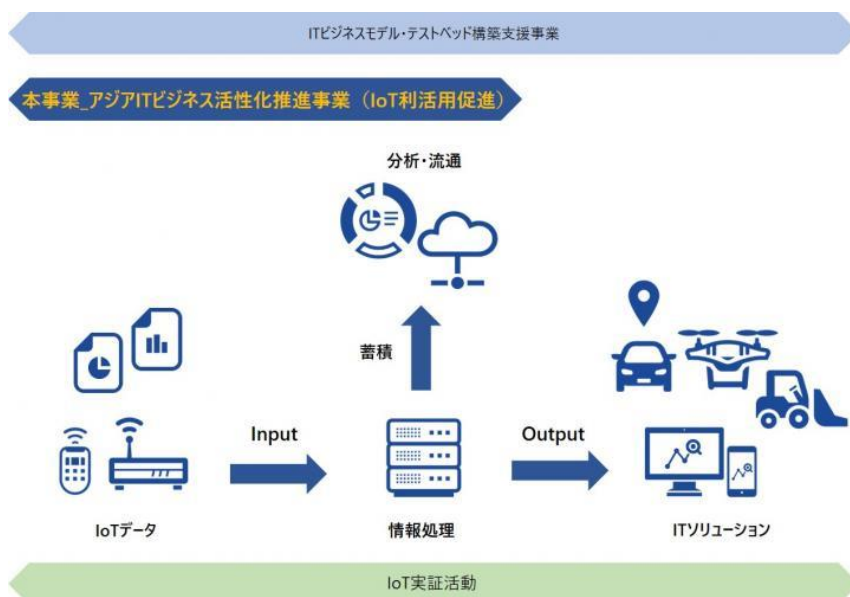 ITビジネスモデル・テストベッド構築支援事業
本事業_アジアITビジネス活性化推進事業（IoT利活用促進）
分析・流通
蓄積
Input
Output
IoTデータ
情報処理
ITソリューション
IoT実証活動